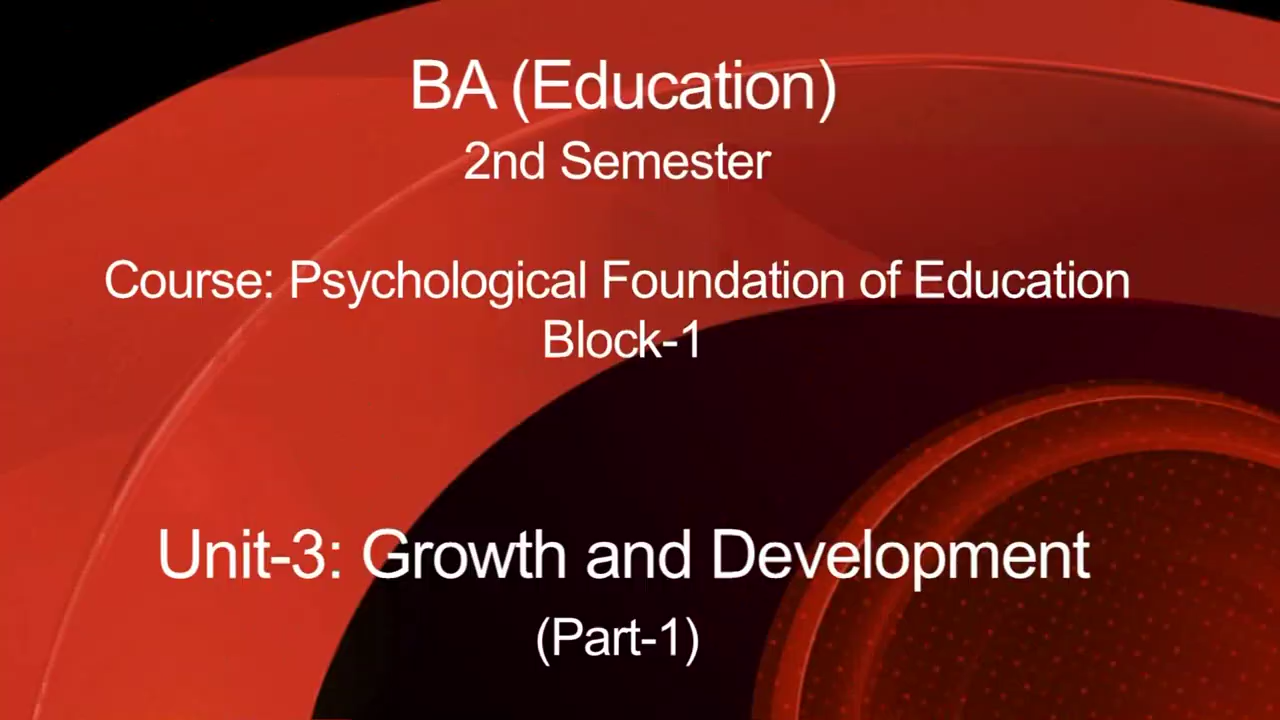 BA (Education)
2nd Semester
Course: Psychological Foundation of Education
Block-1
Unit-3: Growth and Development
(Part-1)